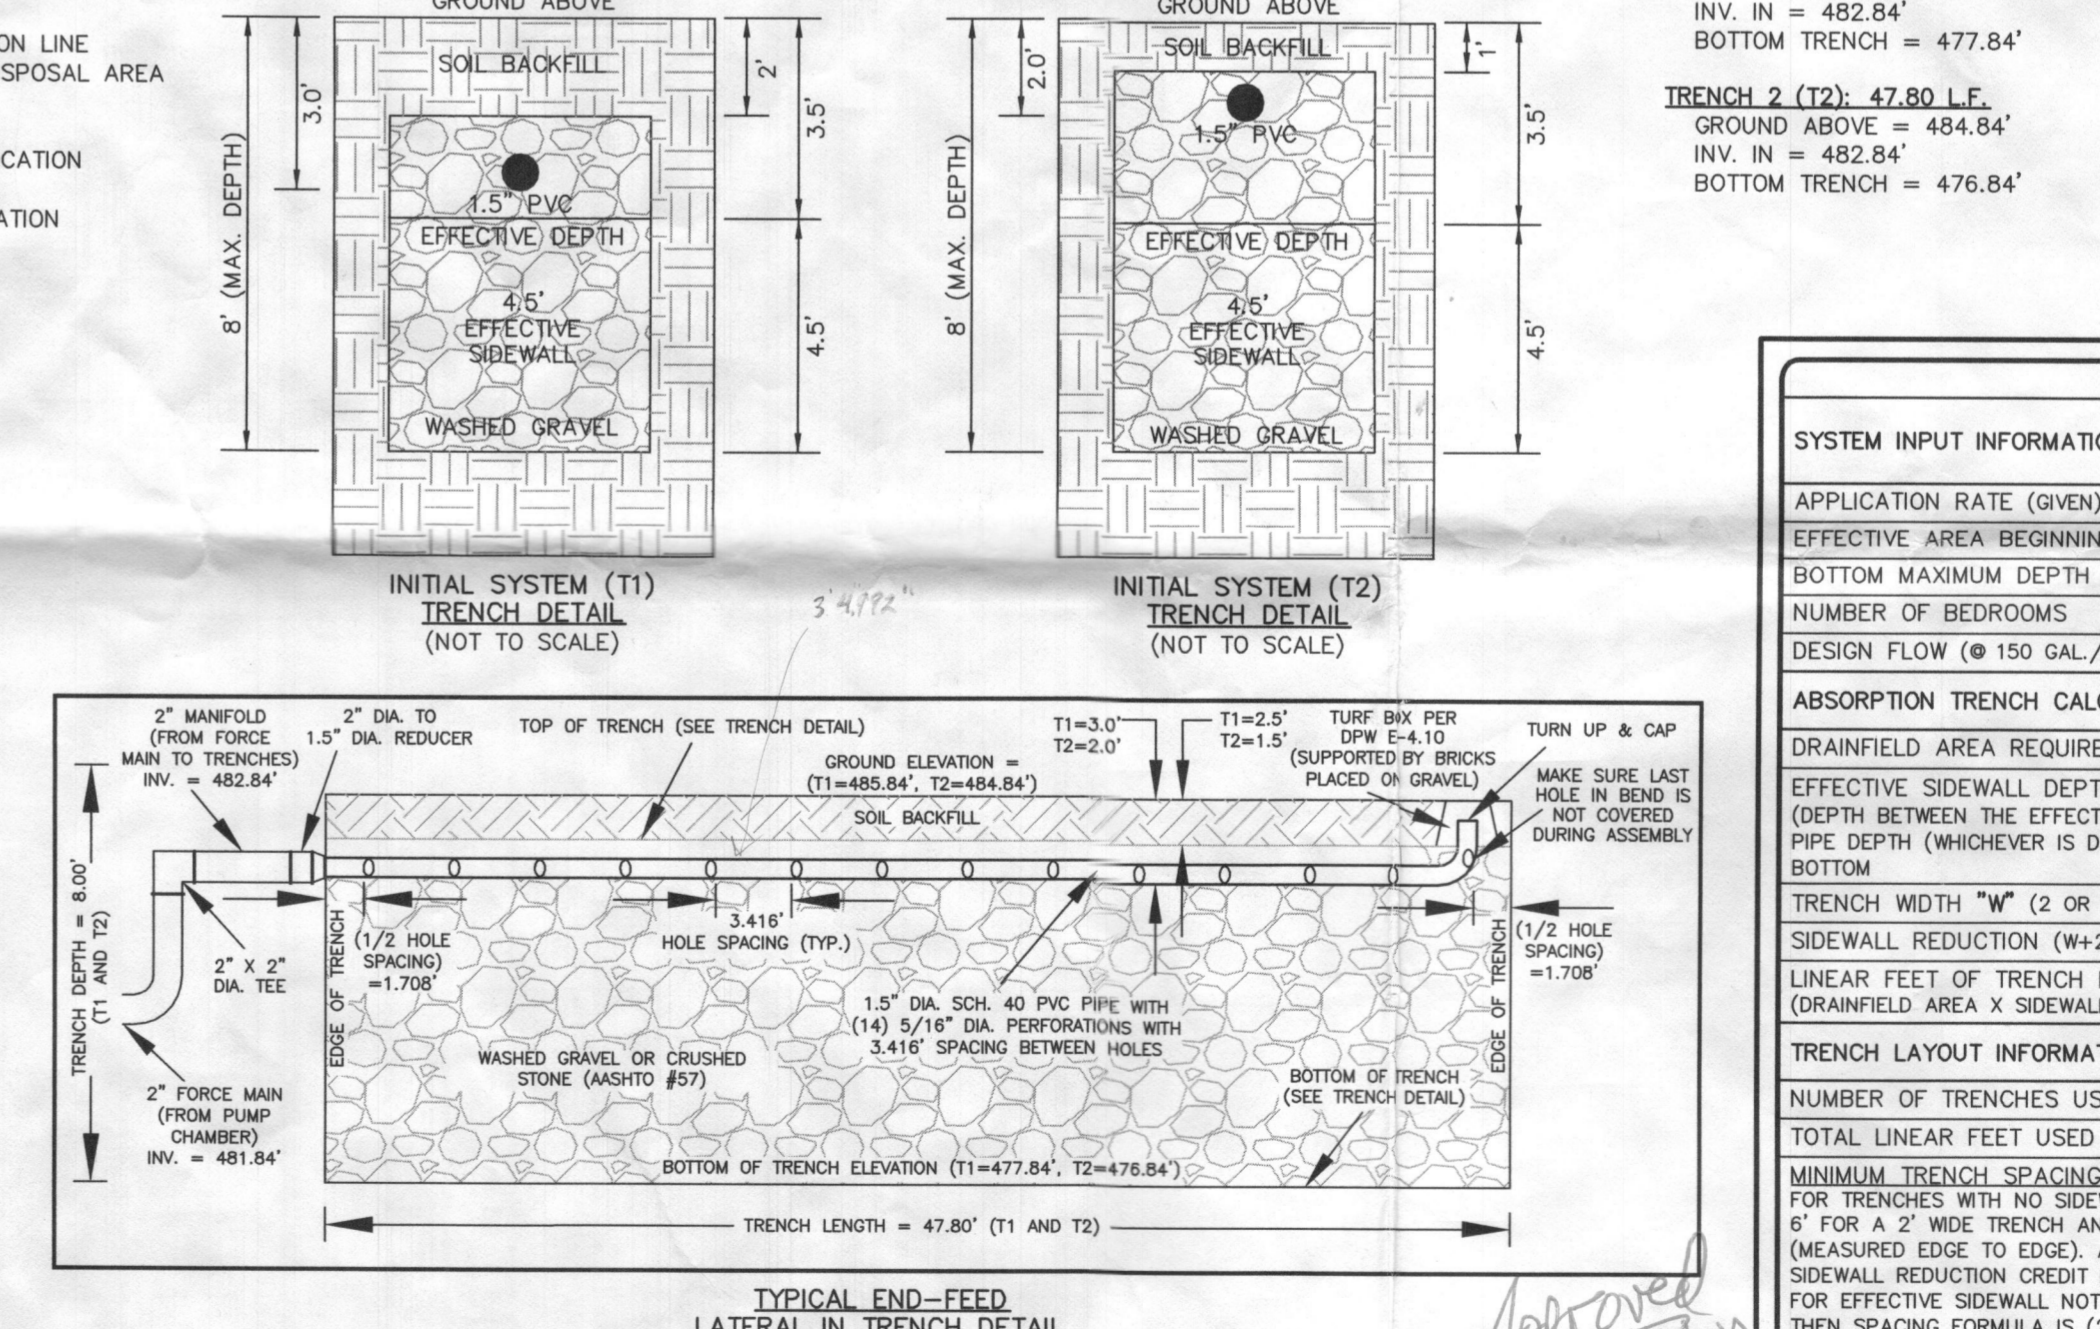 GROUND ABOVE
SOIL BACKFILL
3.0'
2'
3.5'
8' (MAX. DEPTH)
1.5" PVC
EFFECTIVE DEPTH
4.5'
EFFECTIVE
SIDEWALL
4.5'
WASHED GRAVEL
INITIAL SYSTEM (T1)
TRENCH DETAIL
(NOT TO SCALE)
GROUND ABOVE
SOIL BACKFILL
2.0'
1'
3.5'
8' (MAX. DEPTH)
1.5" PVC
EFFECTIVE DEPTH
4.5'
EFFECTIVE
SIDEWALL
4.5'
WASHED GRAVEL
INITIAL SYSTEM (T2)
TRENCH DETAIL
(NOT TO SCALE)
ON LINE
SPOSAL AREA
CATION
ATION
INV. IN = 482.84'
BOTTOM TRENCH = 477.84'
TRENCH 2 (T2): 47.80 L.F.
GROUND ABOVE = 484.84'
INV. IN = 482.84'
BOTTOM TRENCH = 476.84'
3' 4.992"
2" MANIFOLD
(FROM FORCE
MAIN TO TRENCHES)
INV. = 482.84'
2" DIA. TO
1.5" DIA. REDUCER
TOP OF TRENCH (SEE TRENCH DETAIL)
GROUND ELEVATION =
(T1=485.84', T2=484.84')
T1=3.0'
T2=2.0'
T1=2.5'
T2=1.5'
TURF BOX PER
DPW E-4.10
(SUPPORTED BY BRICKS
PLACED ON GRAVEL)
TURN UP & CAP
MAKE SURE LAST
HOLE IN BEND IS
NOT COVERED
DURING ASSEMBLY
SOIL BACKFILL
TRENCH DEPTH = 8.00'
(T1 AND T2)
2" X 2"
DIA. TEE
EDGE OF TRENCH
(1/2 HOLE
SPACING)
=1.708'
3.416'
HOLE SPACING (TYP.)
1.5" DIA. SCH. 40 PVC PIPE WITH
(14) 5/16" DIA. PERFORATIONS WITH
3.416' SPACING BETWEEN HOLES
EDGE OF TRENCH
(1/2 HOLE
SPACING)
=1.708'
WASHED GRAVEL OR CRUSHED
STONE (AASHTO #57)
BOTTOM OF TRENCH
(SEE TRENCH DETAIL)
2" FORCE MAIN
(FROM PUMP
CHAMBER)
INV. = 481.84'
BOTTOM OF TRENCH ELEVATION (T1=477.84', T2=476.84')
TRENCH LENGTH = 47.80' (T1 AND T2)
TYPICAL END-FEED
LATERAL IN TRENCH DETAIL
Approved
SYSTEM INPUT INFORMATIO
APPLICATION RATE (GIVEN)
EFFECTIVE AREA BEGINNIN
BOTTOM MAXIMUM DEPTH
NUMBER OF BEDROOMS
DESIGN FLOW (@ 150 GAL./
ABSORPTION TRENCH CALC
DRAINFIELD AREA REQUIRE
EFFECTIVE SIDEWALL DEPT
(DEPTH BETWEEN THE EFFECT
PIPE DEPTH (WHICHEVER IS D
BOTTOM
TRENCH WIDTH "W" (2 OR
SIDEWALL REDUCTION (W+2
LINEAR FEET OF TRENCH
(DRAINFIELD AREA X SIDEWAL
TRENCH LAYOUT INFORMAT
NUMBER OF TRENCHES US
TOTAL LINEAR FEET USED
MINIMUM TRENCH SPACING
FOR TRENCHES WITH NO SIDE
6' FOR A 2' WIDE TRENCH AN
(MEASURED EDGE TO EDGE).
SIDEWALL REDUCTION CREDIT
FOR EFFECTIVE SIDEWALL NOT
THEN SPACING FORMULA IS